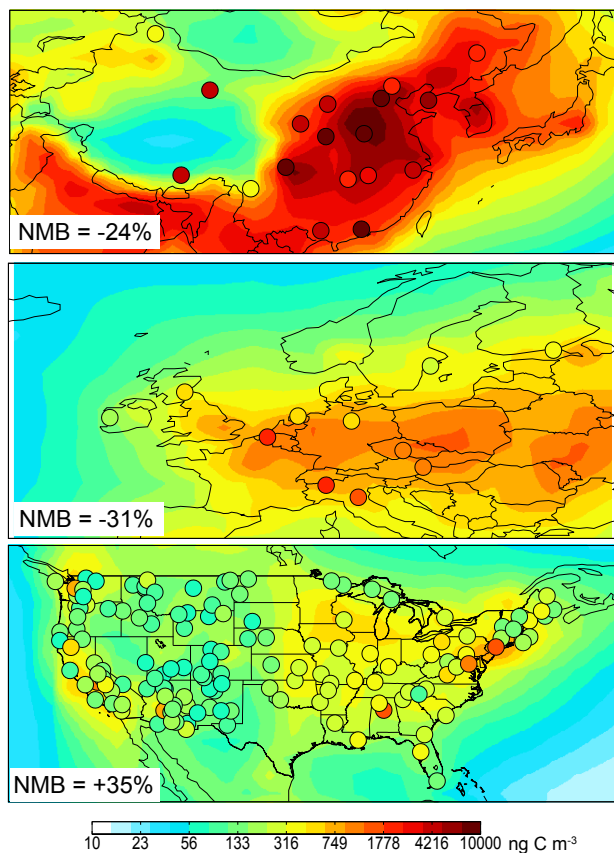 NMB = -24%
NMB = -31%
NMB = +35%
10 23 56 133 316 749 1778 4216 10000 ng C m⁻³